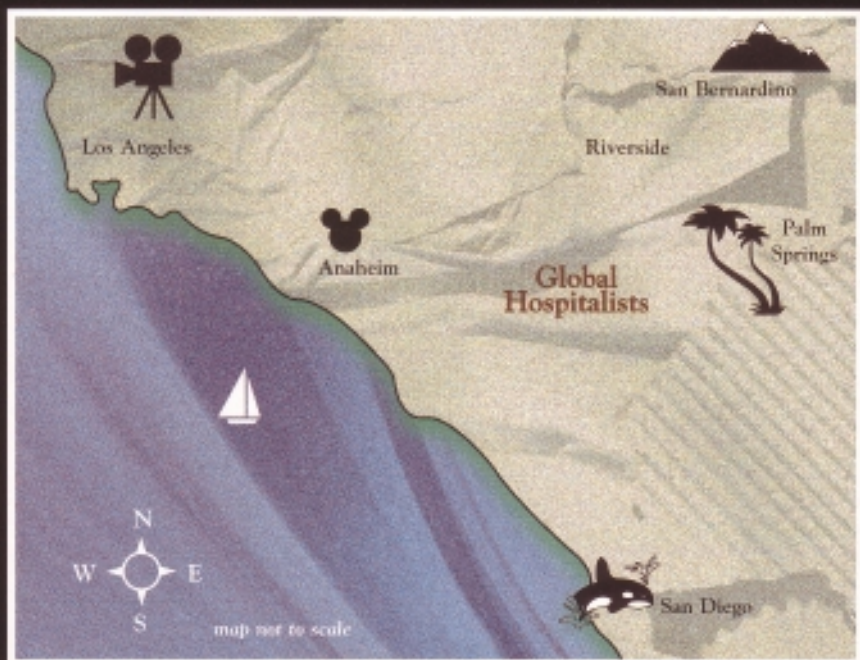 San Bernardino
Los Angeles
Riverside
Palm
Springs
Anaheim
Global
Hospitalists
N
W E
S
San Diego
map not to scale